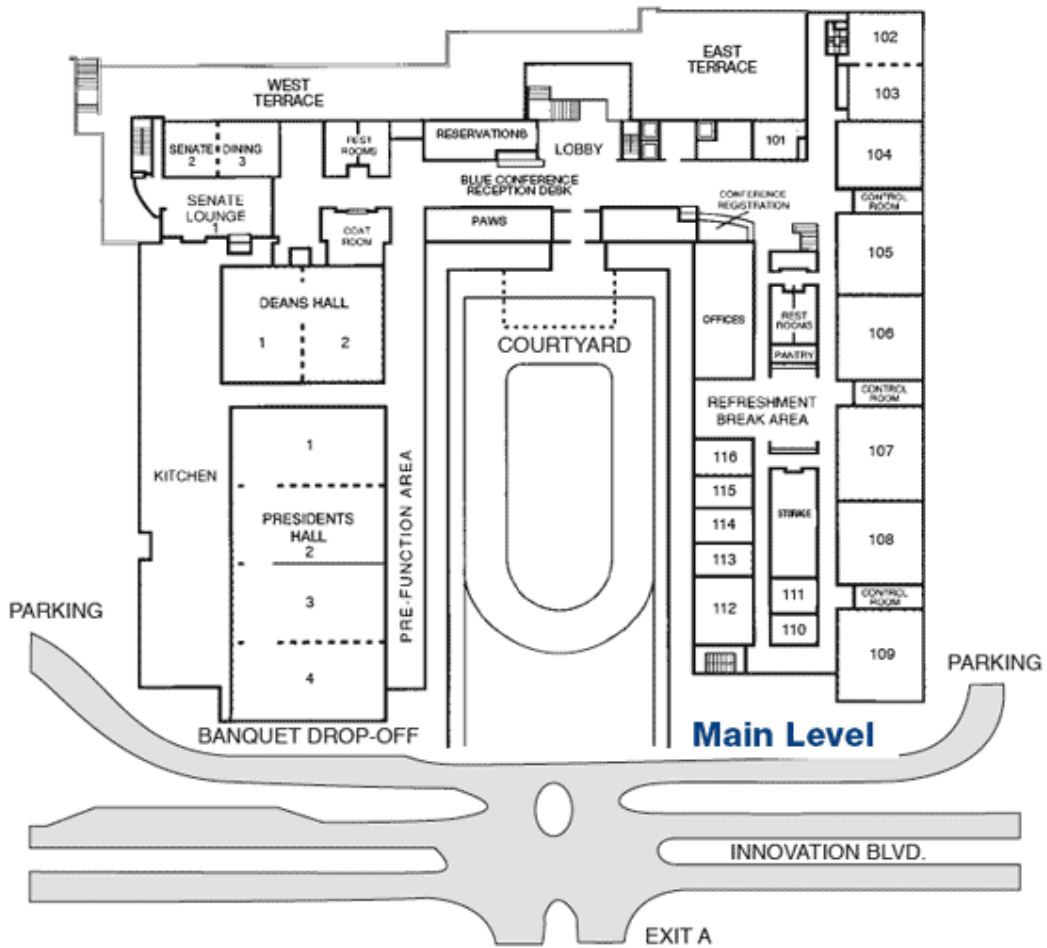 EAST
TERRACE
102
WEST
TERRACE
103
RESERVATIONS
REST
ROOMS
SENATE DINING
2 3
LOBBY
101
104
BLUE CONFERENCE
RECEPTION DESK
SENATE
LOUNGE
1
CONFERENCE
REGISTRATION
CONTROL
ROOM
PAWS
COAT
ROOM
105
DEANS HALL
1 2
OFFICES
REST
ROOMS
106
COURTYARD
PANTRY
CONTROL
ROOM
REFRESHMENT
BREAK AREA
KITCHEN
1
PRESIDENTS
HALL
2
3
4
PRE-FUNCTION AREA
116
115
114
113
112
STORAGE
111
110
107
108
CONTROL
ROOM
109
PARKING
PARKING
BANQUET DROP-OFF
Main Level
INNOVATION BLVD.
EXIT A